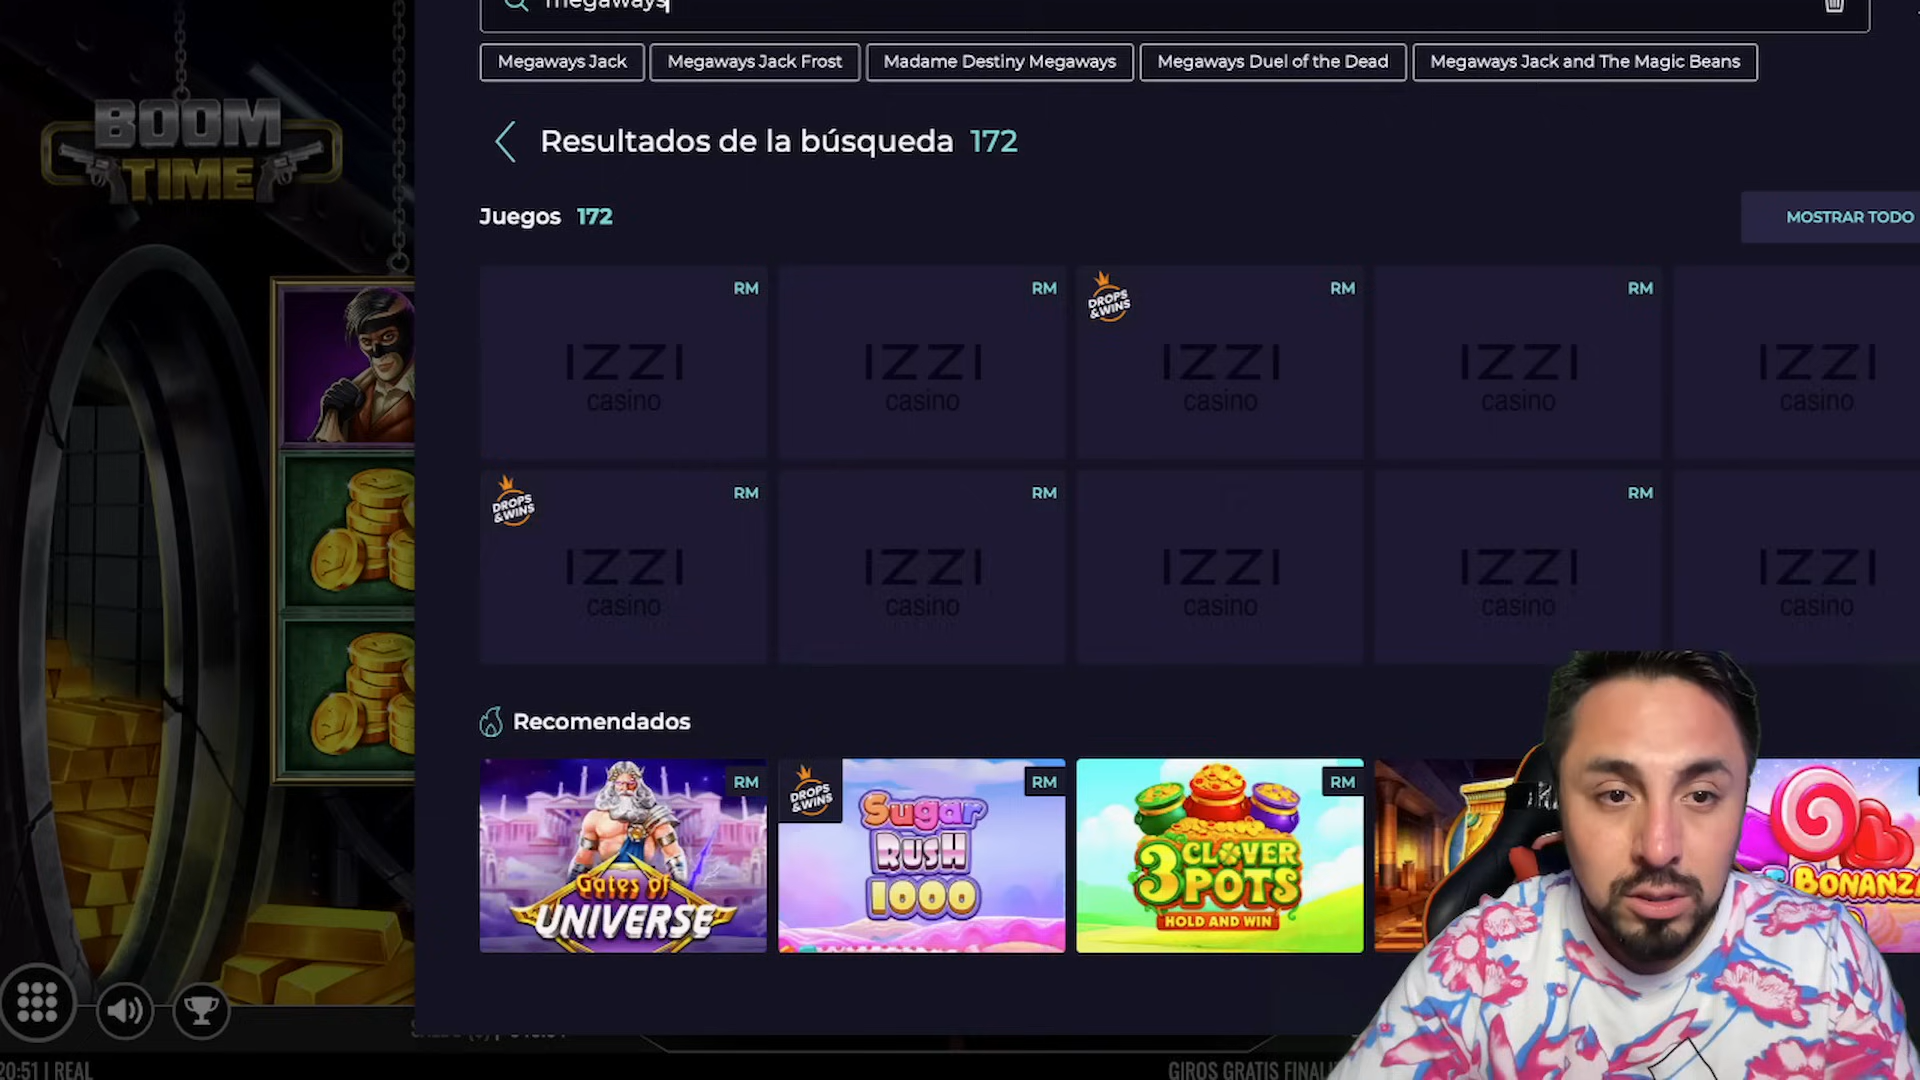 megaways
Megaways Jack
Megaways Jack Frost
Madame Destiny Megaways
Megaways Duel of the Dead
Megaways Jack and The Magic Beans
Resultados de la búsqueda 172
Juegos 172
MOSTRAR TODO
BOOM
TIME
RM
RM
DROPS
&WINS
RM
RM
IZZI
casino
IZZI
casino
IZZI
casino
IZZI
casino
IZZI
casino
DROPS
&WINS
RM
RM
RM
IZZI
casino
IZZI
casino
IZZI
casino
IZZI
casino
IZZI
casino
Recomendados
RM
Gates of
UNIVERSE
DROPS
&WINS
RM
Sugar
RUSH
1000
RM
3 CLOVER
POTS
HOLD AND WIN
BONANZA
20:51 | REAL
GIROS GRATIS